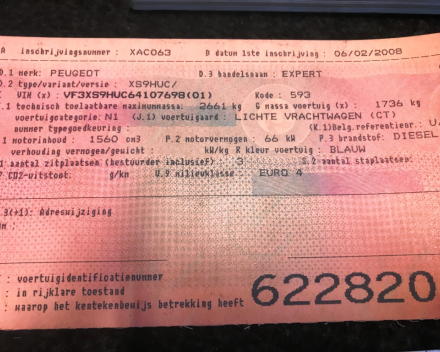 A inschrijvingsnummer : XAC063 B datum 1ste inschrijving : 06/02/2008
D.1 merk: PEUGEOT D.3 handelsnaam : EXPERT
.2 type/variant/versie : XS9HUC/
VIN (x) : VF3XS9HUC64107698(01) Kode : 593
.1 technisch toelaatbare maximummassa: 2661 kg G massa voertuig (x) : 1736 kg
voertuigcategorie: N1 (J.1) voertuigaard : LICHTE VRACHTWAGEN (CT)
nummer typegoedkeuring : (K.1)Belg.referentienr.:
.1 motorinhoud : 1560 cm3 P.2 motorvermogen : 66 kW P.3 brandstof: DIESEL
verhouding vermogen/gewicht : kW/kg R kleur voertuig : BLAUW
.1 aantal zitplaatsen (bestuurder inclusief) : 3 S.2 aantal staplaatsen:
.7 CO2-uitstoot: g/km V.9 milieuklasse : EURO 4
.3(+1): Adreswijziging
: voertuigidentificatienummer
: in rijklare toestand
: waarop het kentekenbewijs betrekking heeft 622820